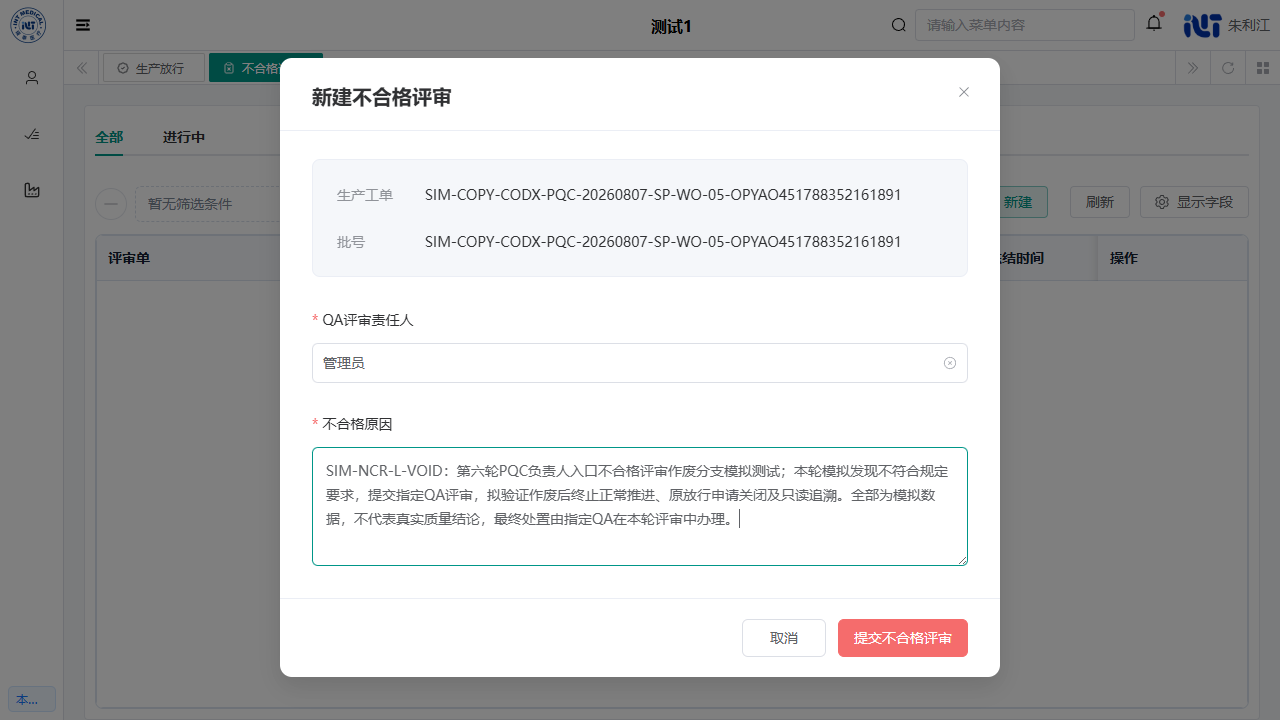 测试1
请输入菜单内容
朱利江
生产放行
不合格
全部
进行中
暂无筛选条件
新建
刷新
显示字段
评审单
结时间
操作
新建不合格评审
生产工单
SIM-COPY-CODX-PQC-20260807-SP-WO-05-OPYAO451788352161891
批号
SIM-COPY-CODX-PQC-20260807-SP-WO-05-OPYAO451788352161891
* QA评审责任人
管理员
* 不合格原因
SIM-NCR-L-VOID：第六轮PQC负责人入口不合格评审作废分支模拟测试；本轮模拟发现不符合规定
要求，提交指定QA评审，拟验证作废后终止正常推进、原放行申请关闭及只读追溯。全部为模拟数
据，不代表真实质量结论，最终处置由指定QA在本轮评审中办理。
取消
提交不合格评审
本...